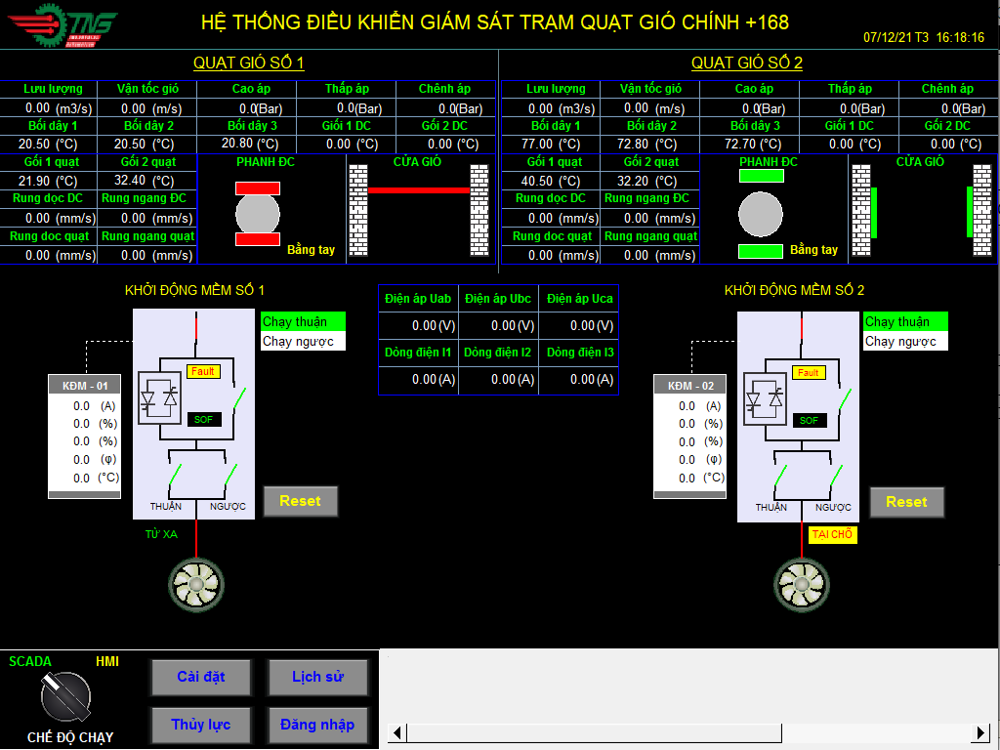 TNS
HỆ THỐNG ĐIỀU KHIỂN GIÁM SÁT TRẠM QUẠT GIÓ CHÍNH +168
07/12/21 T3 16:18:16
QUẠT GIÓ SỐ 1
Lưu lượng Vận tốc gió Cao áp Thấp áp Chênh áp
0.00 (m3/s) 0.00 (m/s) 0.0(Bar) 0.0(Bar) 0.0(Bar)
Bối dây 1 Bối dây 2 Bối dây 3 Giối 1 DC Gối 2 DC
20.50 (°C) 20.50 (°C) 20.80 (°C) 0.00 (°C) 0.00 (°C)
Gối 1 quạt Gối 2 quạt PHANH ĐC CỬA GIÓ
21.90 (°C) 32.40 (°C)
Rung dọc DC Rung ngang ĐC
0.00 (mm/s) 0.00 (mm/s)
Rung doc quạt Rung ngang quạt
0.00 (mm/s) 0.00 (mm/s)
Bằng tay
QUẠT GIÓ SỐ 2
Lưu lượng Vận tốc gió Cao áp Thấp áp Chênh áp
0.00 (m3/s) 0.00 (m/s) 0.0(Bar) 0.0(Bar) 0.0(Bar)
Bối dây 1 Bối dây 2 Bối dây 3 Giối 1 DC Gối 2 DC
77.00 (°C) 72.80 (°C) 72.70 (°C) 0.00 (°C) 0.00 (°C)
Gối 1 quạt Gối 2 quạt PHANH ĐC CỬA GIÓ
40.50 (°C) 32.20 (°C)
Rung dọc DC Rung ngang ĐC
0.00 (mm/s) 0.00 (mm/s)
Rung doc quạt Rung ngang quạt
0.00 (mm/s) 0.00 (mm/s)
Bằng tay
KHỞI ĐỘNG MỀM SỐ 1
Chạy thuận
Chạy ngược
Fault
SOF
KĐM - 01
0.0 (A)
0.0 (%)
0.0 (%)
0.0 (φ)
0.0 (°C)
THUẬN NGƯỢC
Reset
TỪ XA
Điện áp Uab Điện áp Ubc Điện áp Uca
0.00(V) 0.00(V) 0.00(V)
Dòng điện I1 Dòng điện I2 Dòng điện I3
0.00(A) 0.00(A) 0.00(A)
KHỞI ĐỘNG MỀM SỐ 2
Chạy thuận
Chạy ngược
Fault
SOF
KĐM - 02
0.0 (A)
0.0 (%)
0.0 (%)
0.0 (φ)
0.0 (°C)
THUẬN NGƯỢC
Reset
TẠI CHỖ
SCADA HMI
CHẾ ĐỘ CHẠY
Cài đặt Lịch sử
Thủy lực Đăng nhập